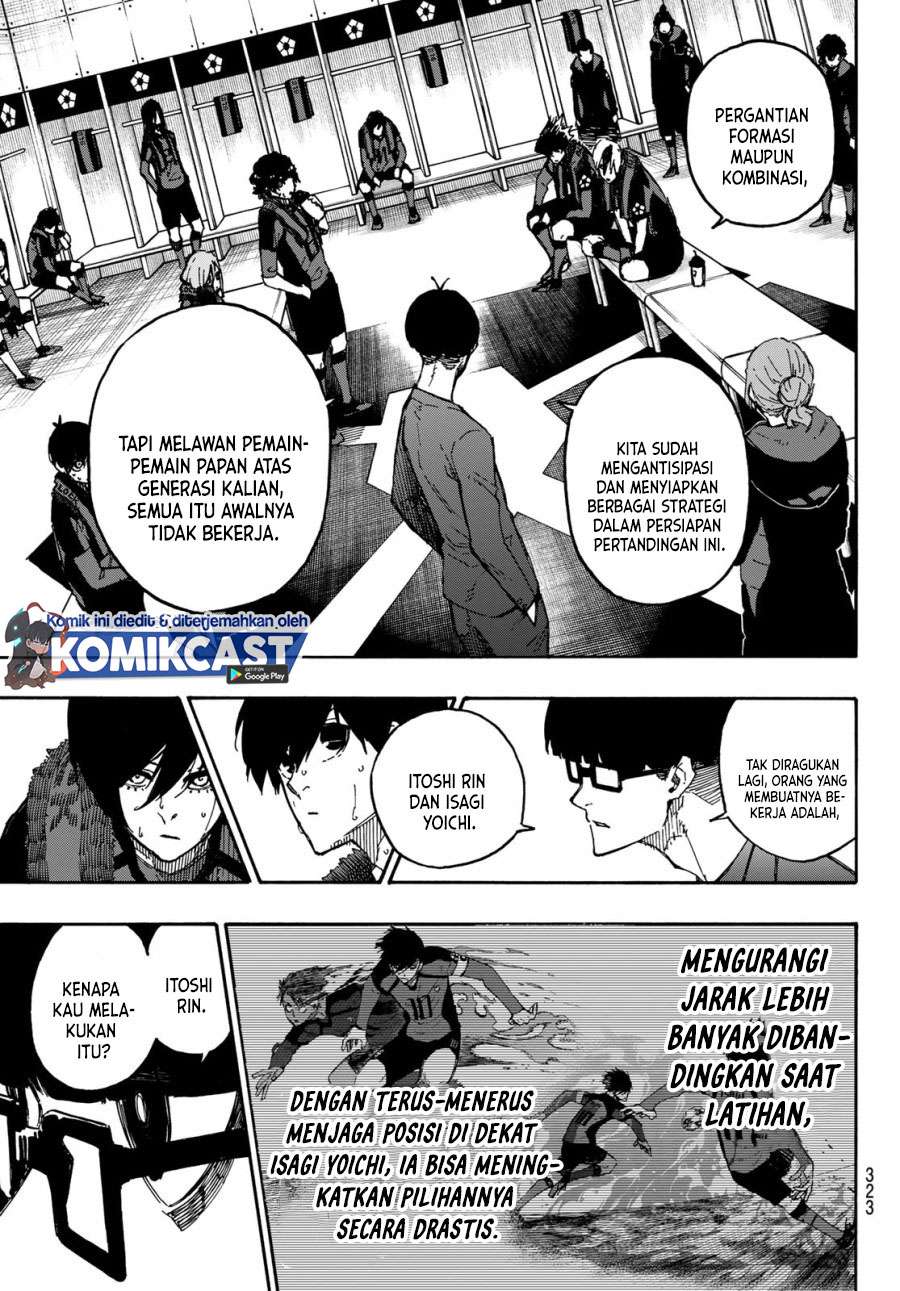 PERGANTIAN
FORMASI
MAUPUN
KOMBINASI,
KITA SUDAH
MENGANTISIPASI
DAN MENYIAPKAN
BERBAGAI STRATEGI
DALAM PERSIAPAN
PERTANDINGAN INI.
TAPI MELAWAN PEMAIN-
PEMAIN PAPAN ATAS
GENERASI KALIAN,
SEMUA ITU AWALNYA
TIDAK BEKERJA.
Komik ini diedit & diterjemahkan oleh
KOMIKCAST
GET IT ON
Google Play
TAK DIRAGUKAN
LAGI, ORANG YANG
MEMBUATNYA BE-
KERJA ADALAH,
ITOSHI RIN
DAN ISAGI
YOICHI.
MENGURANGI
JARAK LEBIH
BANYAK DIBAN-
DINGKAN SAAT
LATIHAN,
DENGAN TERUS-MENERUS
MENJAGA POSISI DI DEKAT
ISAGI YOICHI, IA BISA MENING-
KATKAN PILIHANNYA
SECARA DRASTIS.
ITOSHI
RIN.
KENAPA
KAU MELA-
KUKAN
ITU?
323